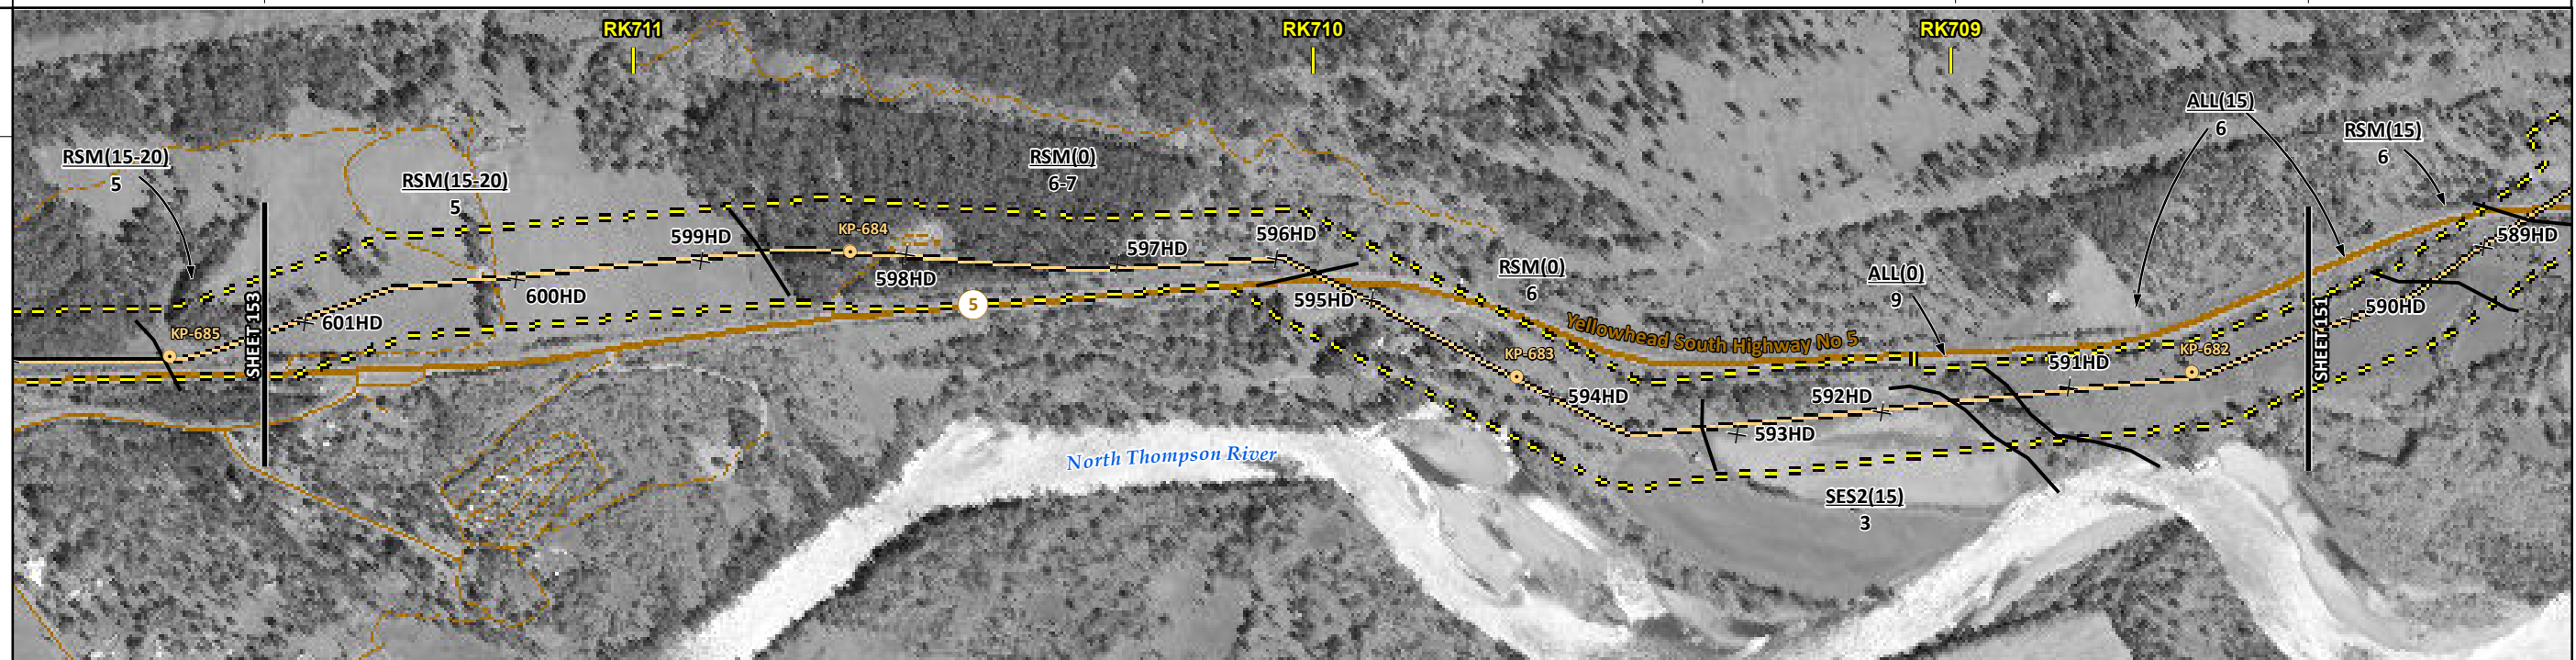 RK711
RK710
RK709
ALL(15)
6
RSM(15)
6
RSM(15-20)
5
RSM(15-20)
5
RSM(0)
6-7
599HD
KP-684
598HD
597HD
596HD
595HD
RSM(0)
6
ALL(0)
9
589HD
590HD
600HD
601HD
KP-685
SHEET 153
5
Yellowhead South Highway No 5
KP-683
594HD
593HD
592HD
591HD
KP-682
SHEET 151
North Thompson River
SES2(15)
3